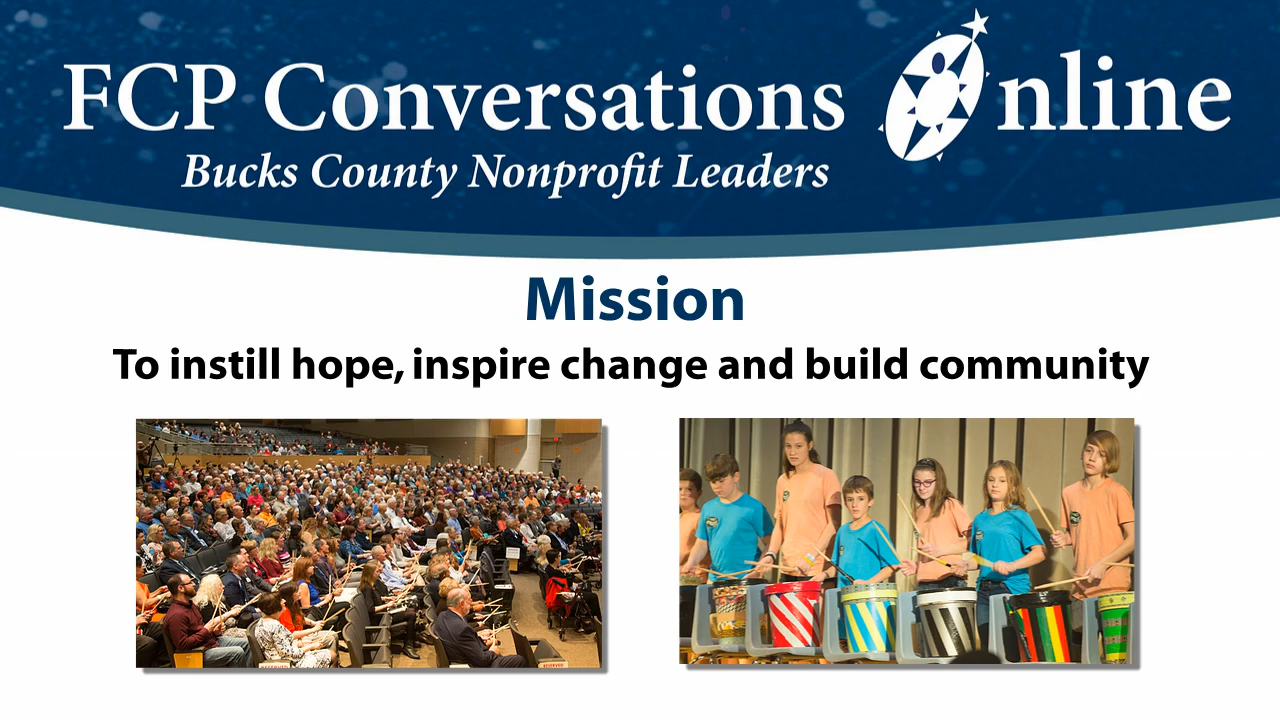 FCP Conversations Online
Bucks County Nonprofit Leaders
Mission
To instill hope, inspire change and build community